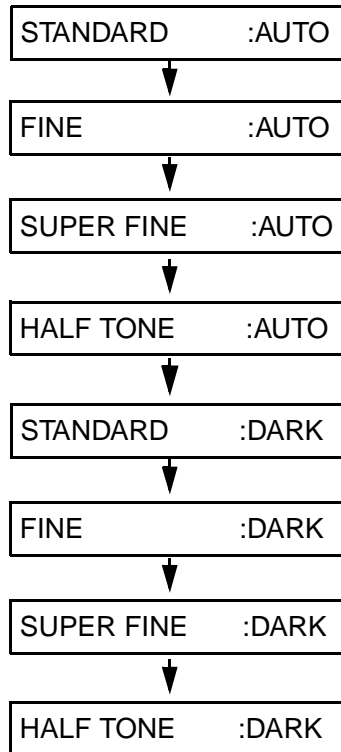 STANDARD :AUTO
FINE :AUTO
SUPER FINE :AUTO
HALF TONE :AUTO
STANDARD :DARK
FINE :DARK
SUPER FINE :DARK
HALF TONE :DARK